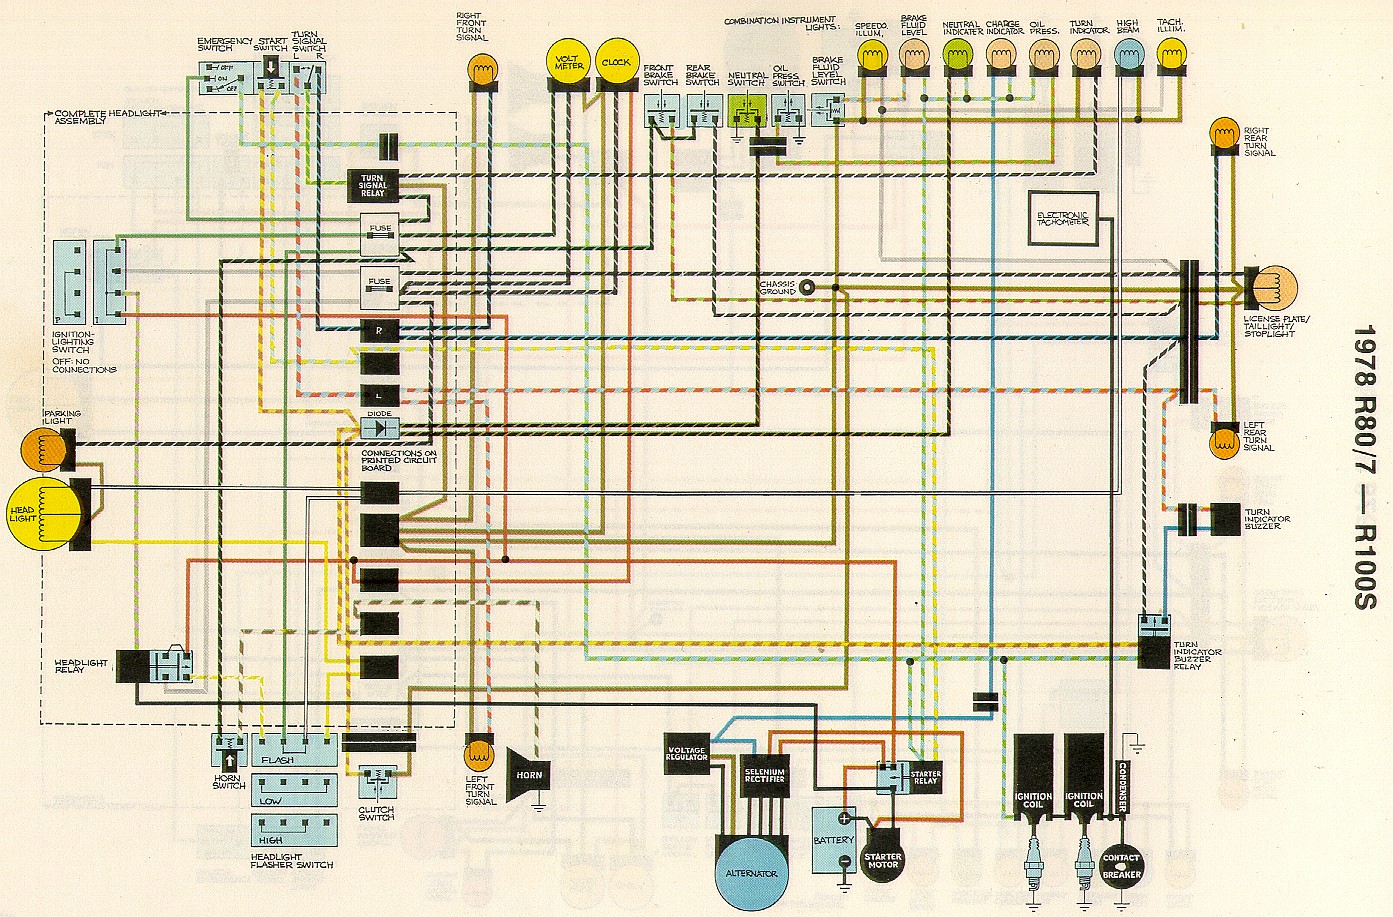 RIGHT
FRONT
TURN
SIGNAL
COMBINATION INSTRUMENT
LIGHTS:
SPEEDO.
ILLUM.
BRAKE
FLUID
LEVEL
NEUTRAL
INDICATER
CHARGE
INDICATOR
OIL
PRESS.
TURN
INDICATOR
HIGH
BEAM
TACH.
ILLUM.
EMERGENCY
SWITCH
START
SWITCH
TURN
SIGNAL
SWITCH
L R
OFF
ON
OFF
VOLT
METER
CLOCK
FRONT
BRAKE
SWITCH
REAR
BRAKE
SWITCH
NEUTRAL
SWITCH
OIL
PRESS.
SWITCH
BRAKE
FLUID
LEVEL
SWITCH
COMPLETE HEADLIGHT
ASSEMBLY
RIGHT
REAR
TURN
SIGNAL
TURN
SIGNAL
RELAY
FUSE
ELECTRONIC
TACHOMETER
FUSE
CHASSIS
GROUND
P
I
IGNITION-
LIGHTING
SWITCH
OFF: NO
CONNECTIONS
R
LICENSE PLATE/
TAILLIGHT/
STOPLIGHT
1978 R80/7 — R100S
L
DIODE
PARKING
LIGHT
CONNECTIONS ON
PRINTED CIRCUIT
BOARD
LEFT
REAR
TURN
SIGNAL
HEAD
LIGHT
TURN
INDICATOR
BUZZER
HEADLIGHT
RELAY
TURN
INDICATOR
BUZZER
RELAY
HORN
SWITCH
FLASH
LOW
HIGH
HEADLIGHT
FLASHER SWITCH
CLUTCH
SWITCH
LEFT
FRONT
TURN
SIGNAL
HORN
VOLTAGE
REGULATOR
SELENIUM
RECTIFIER
ALTERNATOR
STARTER
RELAY
+
BATTERY
-
STARTER
MOTOR
IGNITION
COIL
IGNITION
COIL
CONDENSER
CONTACT
BREAKER